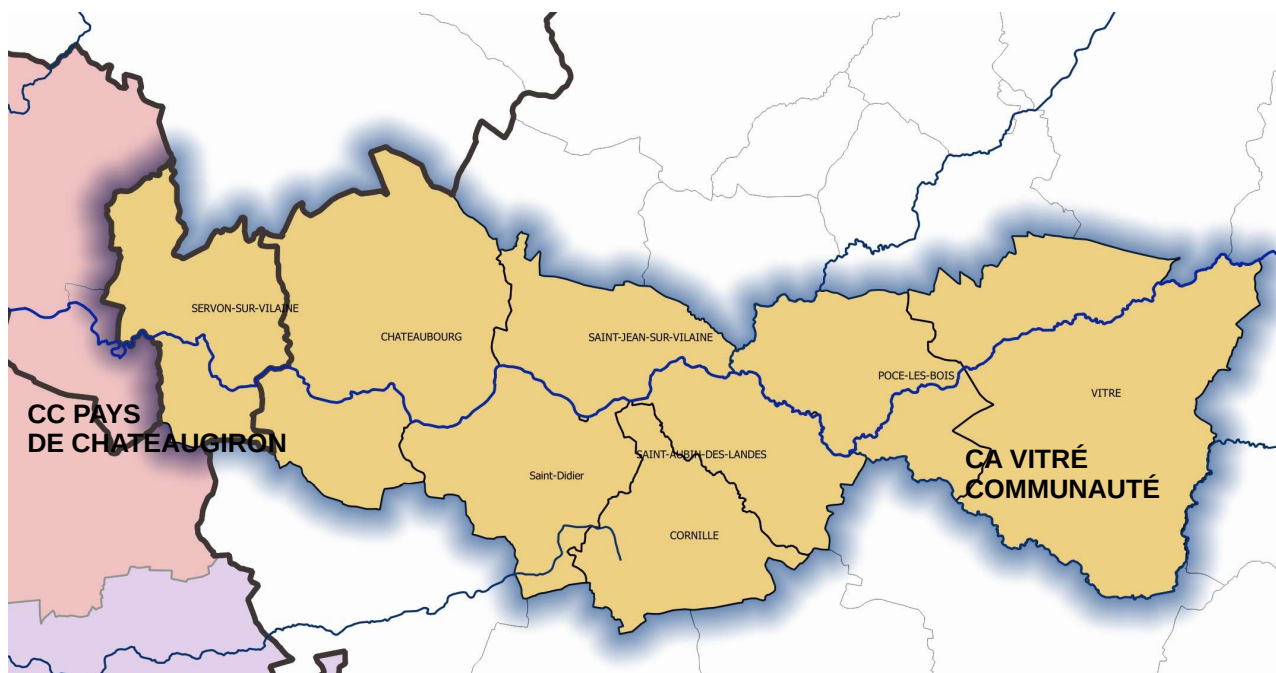 SERVON-SUR-VILAINE
CHATEAUBOURG
SAINT-JEAN-SUR-VILAINE
POCE-LES-BOIS
VITRE
CC PAYS
DE CHATEAUGIRON
SAINT-AUBIN-DES-LANDES
Saint-Didier
CA VITRÉ
COMMUNAUTÉ
CORNILLE